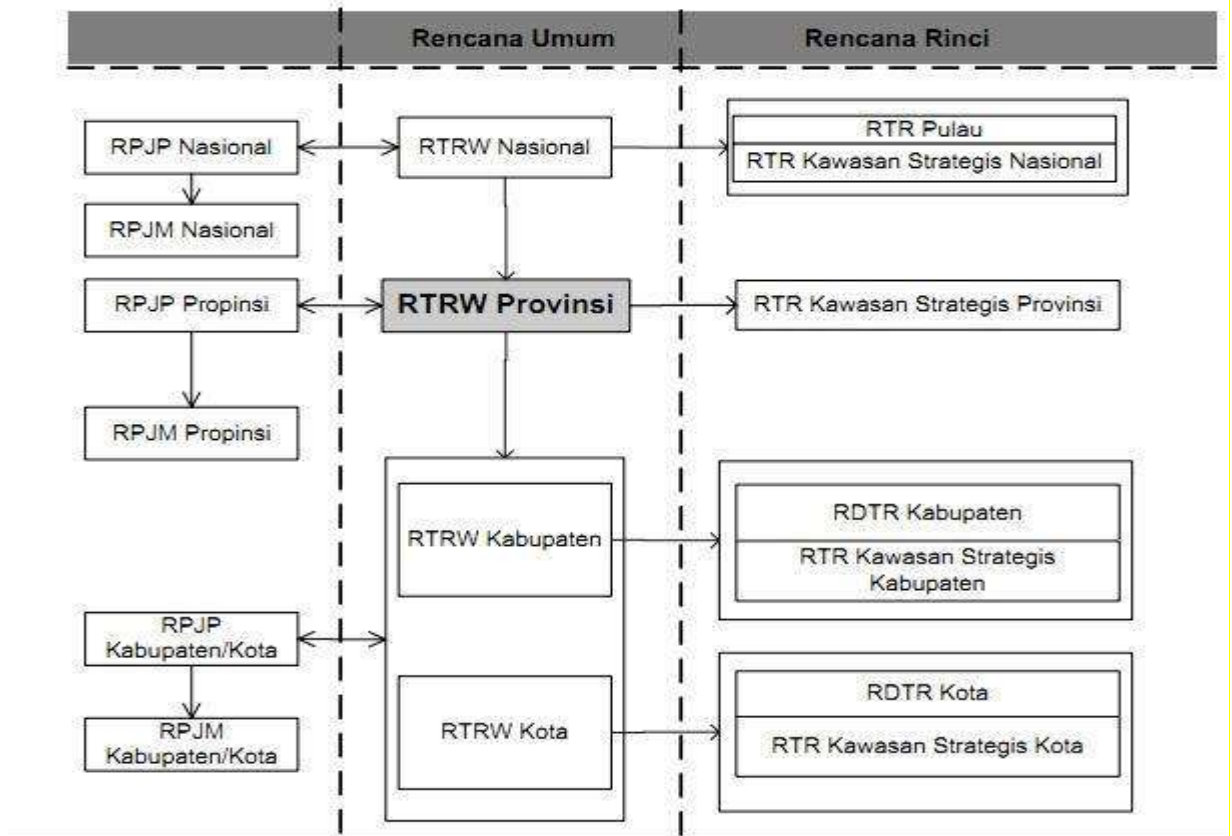 Rencana Umum
Rencana Rinci
RPJP Nasional
RTRW Nasional
RTR Pulau
RTR Kawasan Strategis Nasional
RPJM Nasional
RPJP Propinsi
RTRW Provinsi
RTR Kawasan Strategis Provinsi
RPJM Propinsi
RTRW Kabupaten
RDTR Kabupaten
RTR Kawasan Strategis
Kabupaten
RPJP
Kabupaten/Kota
RPJM
Kabupaten/Kota
RTRW Kota
RDTR Kota
RTR Kawasan Strategis Kota